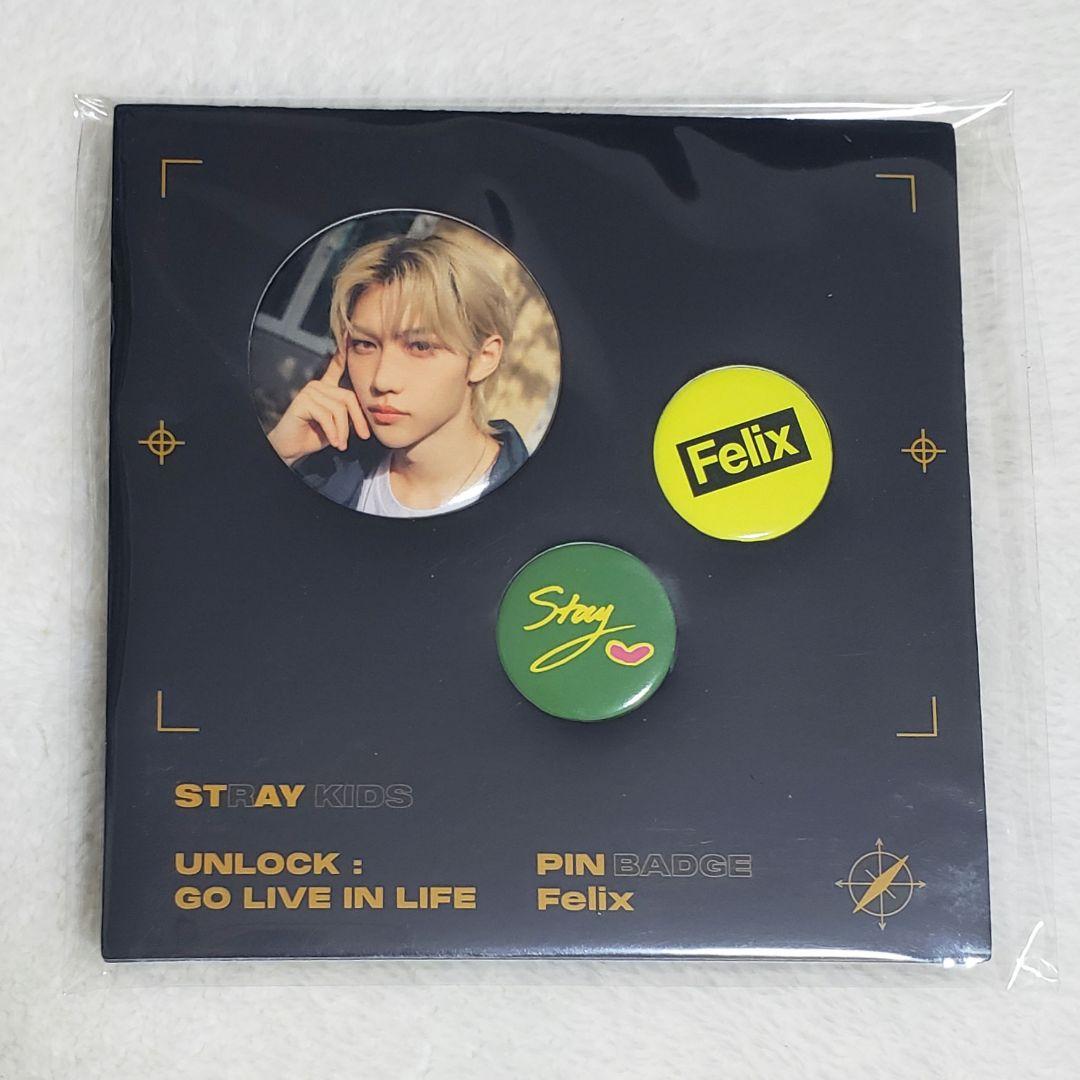 Felix
Stay
STRAY KIDS
UNLOCK :
GO LIVE IN LIFE
PIN BADGE
Felix